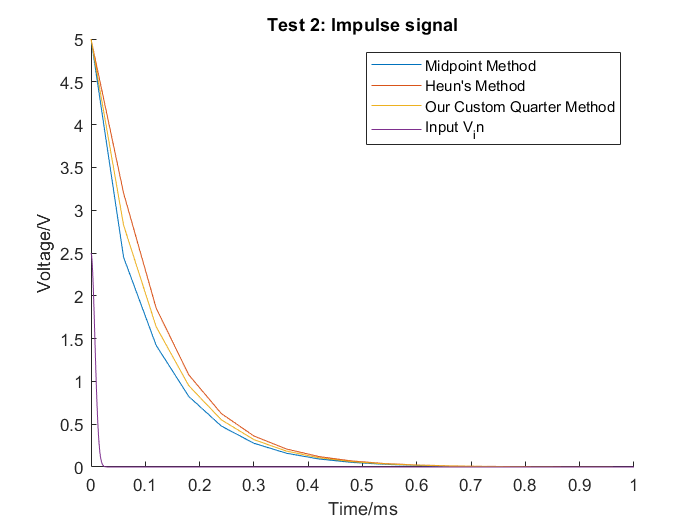 Test 2: Impulse signal
Midpoint Method
Heun's Method
Our Custom Quarter Method
Input V_in
Voltage/V
5
4.5
4
3.5
3
2.5
2
1.5
1
0.5
0
0 0.1 0.2 0.3 0.4 0.5 0.6 0.7 0.8 0.9 1
Time/ms